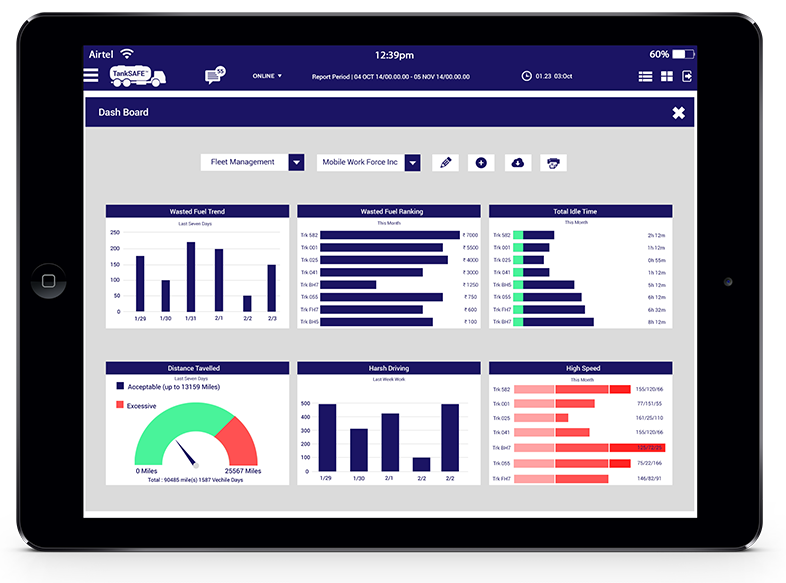 Airtel 12:39pm 60%
TankSAFE™ 55 ONLINE Report Period | 04 OCT 14/00.00.00 - 05 NOV 14/00.00.00 01.23 03:Oct
Dash Board
Fleet Management Mobile Work Force Inc
Wasted Fuel Trend
Last Seven Days
250
200
150
100
50
0
1/29 1/30 1/31 2/1 2/2 2/3
Wasted Fuel Ranking
This Month
Trk 582 ₹ 7000
Trk 001 ₹ 5500
Trk 025 ₹ 4000
Trk 041 ₹ 3000
Trk BH7 ₹ 1250
Trk 055 ₹ 750
Trk FH7 ₹ 600
Trk BH5 ₹ 100
Total Idle Time
This Month
Trk 582 2h 12m
Trk 001 1h 12m
Trk 025 0h 55m
Trk 041 1h 12m
Trk BH5 5h 12m
Trk 055 6h 12m
Trk FH7 6h 32m
Trk BH7 8h 12m
Distance Tavelled
Last Seven Days
Acceptable (up to 13159 Miles)
Excessive
0 Miles 25567 Miles
Total : 90485 mile(s) 1587 Vechile Days
Harsh Driving
Last Week Work
500
400
300
200
100
0
1/29 1/30 2/1 2/2 2/2
High Speed
This Month
Trk 582 155/120/66
Trk 001 77/151/55
Trk 025 161/25/110
Trk 041 155/120/66
Trk BH7
Trk 055 75/22/166
Trk FH7 146/82/91